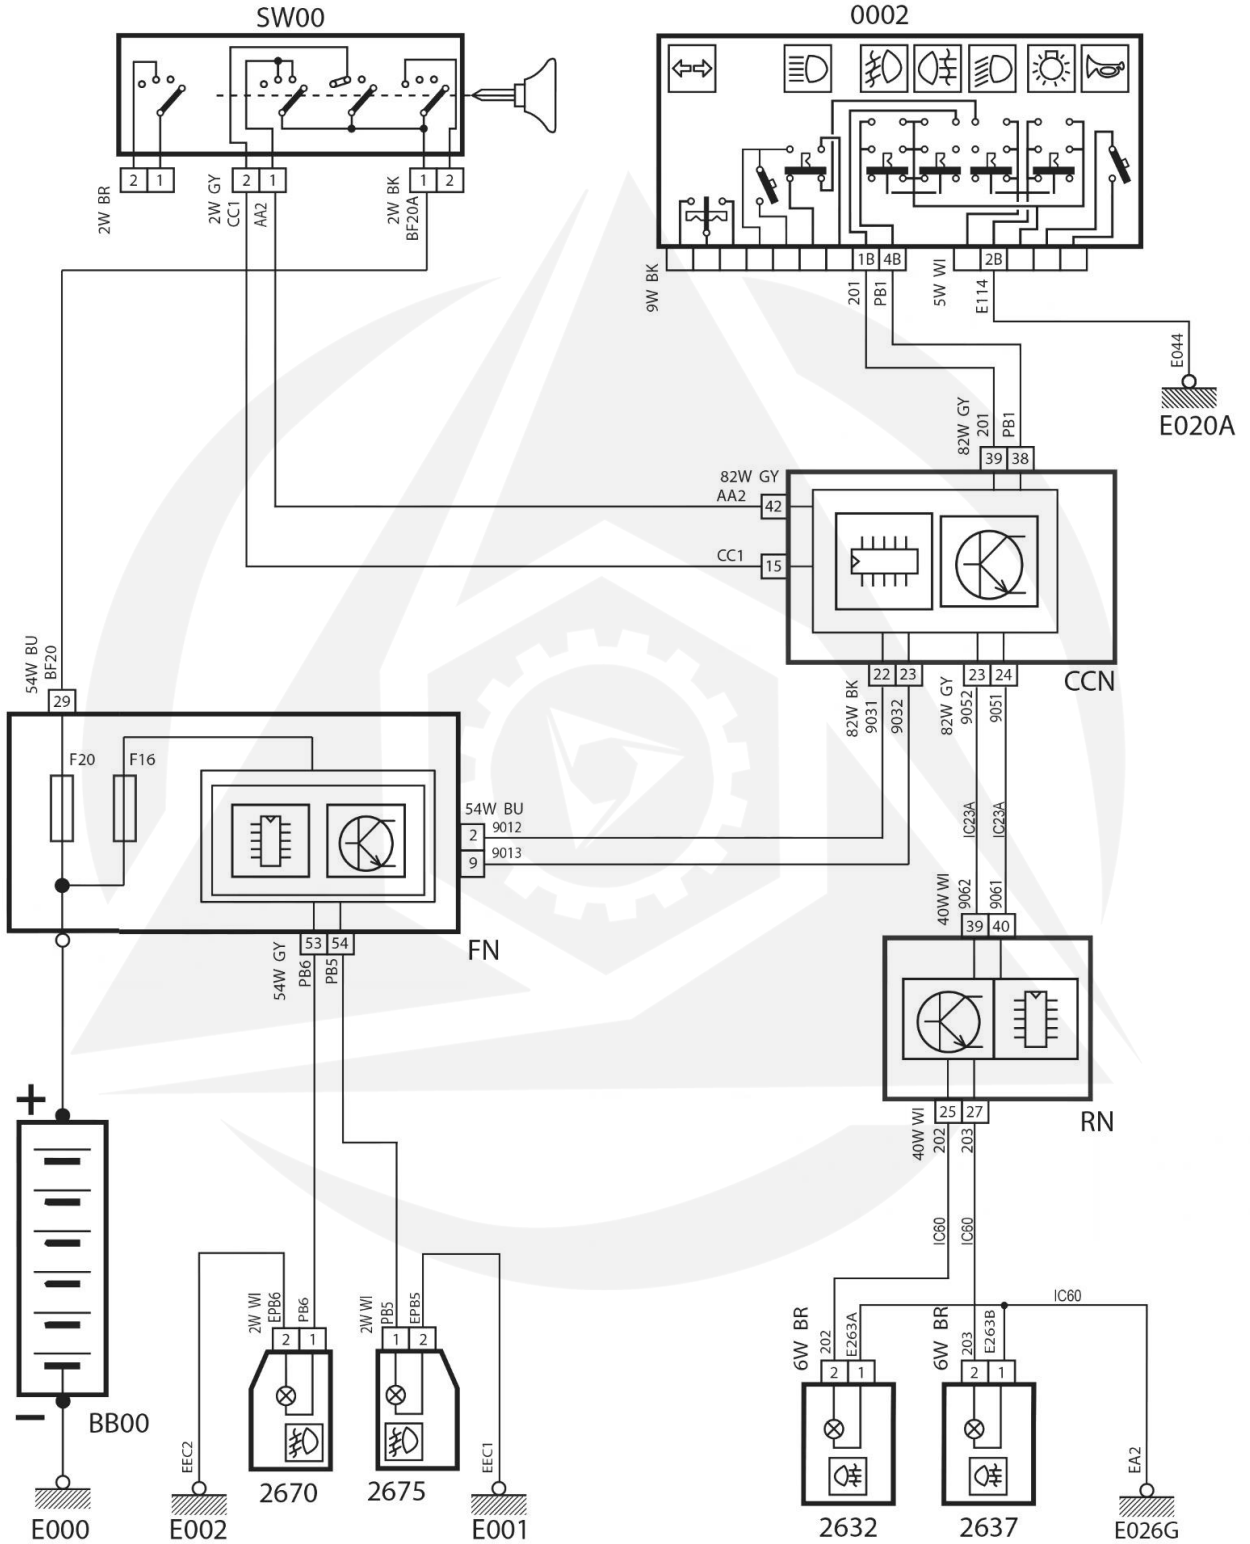 SW00
0002
2 1
2 1
1 2
2W BR
2W GY
CC1
AA2
2W BK
BF20A
1B 4B
2B
9W BK
201
PB1
5W WI
E114
E044
E020A
82W GY
201
PB1
39 38
82W GY
AA2
42
CC1
15
CCN
22 23
23 24
82W BK
9031
9032
82W GY
9052
9051
54W BU
BF20
29
F20
F16
54W BU
2
9012
9
9013
IC23A
IC23A
40W WI
9062
9061
39 40
FN
53 54
54W GY
PB6
PB5
RN
25 27
40W WI
202
203
IC60
IC60
+
−
BB00
E000
2W WI
EPB6
PB6
2 1
2W WI
PB5
EPB5
1 2
EEC2
EEC1
2670
2675
E002
E001
IC60
6W BR
202
E263A
2 1
6W BR
203
E263B
2 1
EA2
2632
2637
E026G